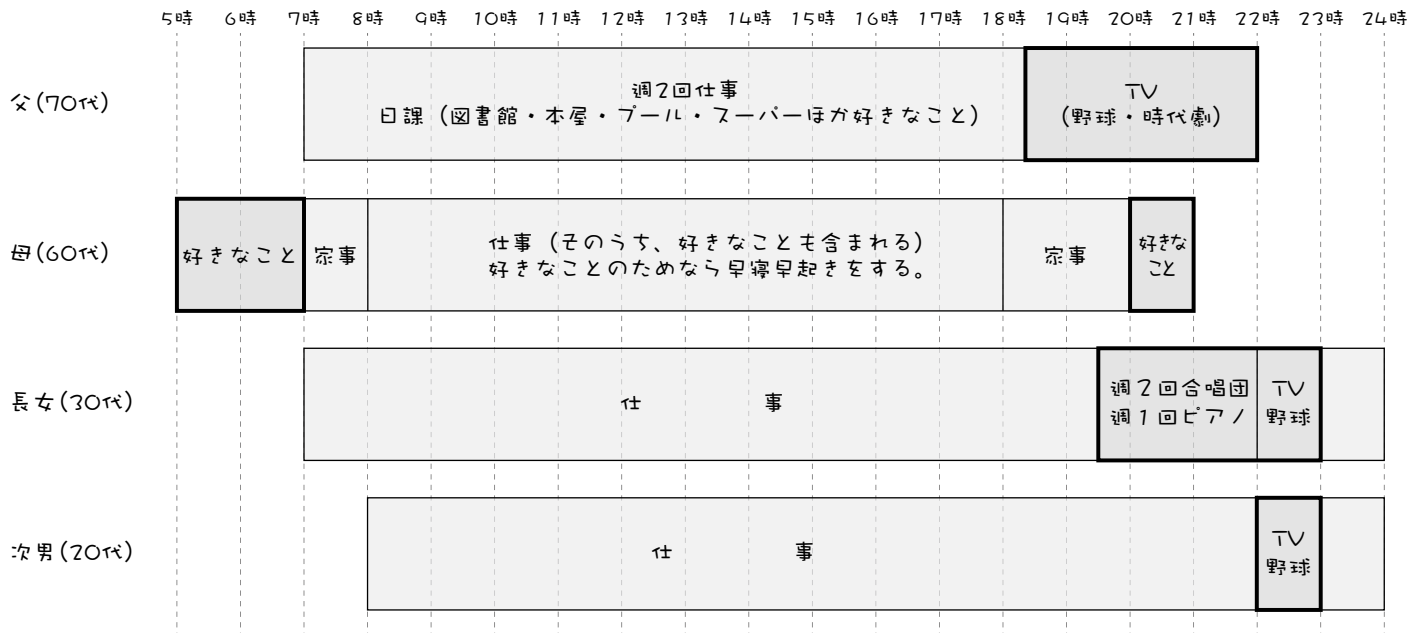 5時 6時 7時 8時 9時 10時 11時 12時 13時 14時 15時 16時 17時 18時 19時 20時 21時 22時 23時 24時
父(70代)
週2回仕事
日課（図書館・本屋・プール・スーパーほか好きなこと）
TV
（野球・時代劇）
母(60代)
好きなこと
家事
仕事（そのうち、好きなことも含まれる）
好きなことのためなら早寝早起きをする。
家事
好きな
こと
長女(30代)
仕事
週2回合唱団
週1回ピアノ
TV
野球
次男(20代)
仕事
TV
野球